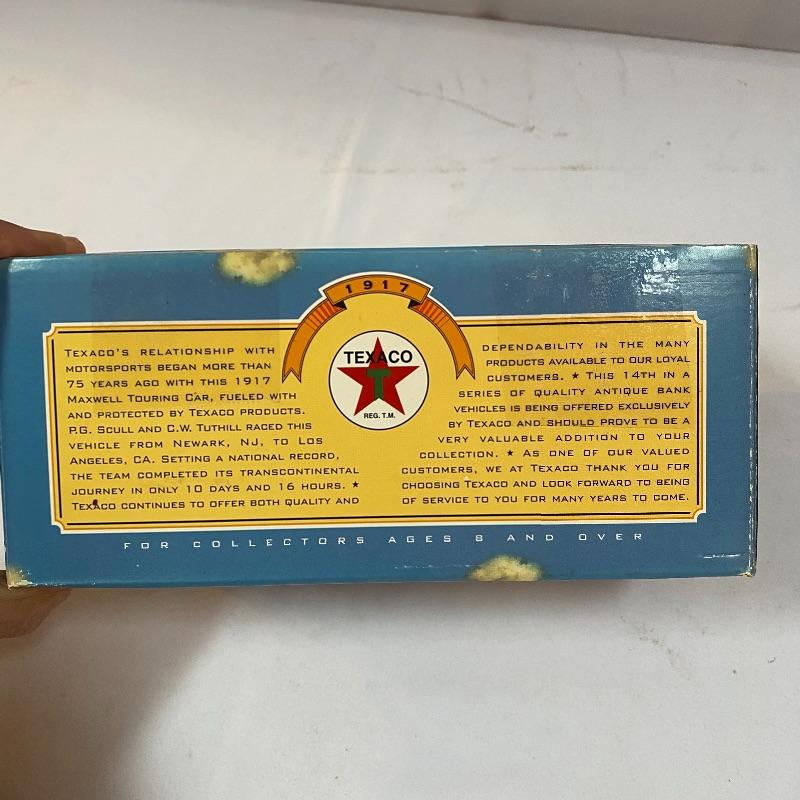 1917
TEXACO'S RELATIONSHIP WITH
MOTORSPORTS BEGAN MORE THAN
75 YEARS AGO WITH THIS 1917
MAXWELL TOURING CAR, FUELED WITH
AND PROTECTED BY TEXACO PRODUCTS.
P.G. SCULL AND C.W. TUTHILL RACED THIS
VEHICLE FROM NEWARK, NJ, TO LOS
ANGELES, CA. SETTING A NATIONAL RECORD,
THE TEAM COMPLETED ITS TRANSCONTINENTAL
JOURNEY IN ONLY 10 DAYS AND 16 HOURS. ★
TEXACO CONTINUES TO OFFER BOTH QUALITY AND
TEXACO
T
REG. T.M.
DEPENDABILITY IN THE MANY
PRODUCTS AVAILABLE TO OUR LOYAL
CUSTOMERS. ★ THIS 14TH IN A
SERIES OF QUALITY ANTIQUE BANK
VEHICLES IS BEING OFFERED EXCLUSIVELY
BY TEXACO AND SHOULD PROVE TO BE A
VERY VALUABLE ADDITION TO YOUR
COLLECTION. ★ AS ONE OF OUR VALUED
CUSTOMERS, WE AT TEXACO THANK YOU FOR
CHOOSING TEXACO AND LOOK FORWARD TO BEING
OF SERVICE TO YOU FOR MANY YEARS TO COME.
FOR COLLECTORS AGES 8 AND OVER